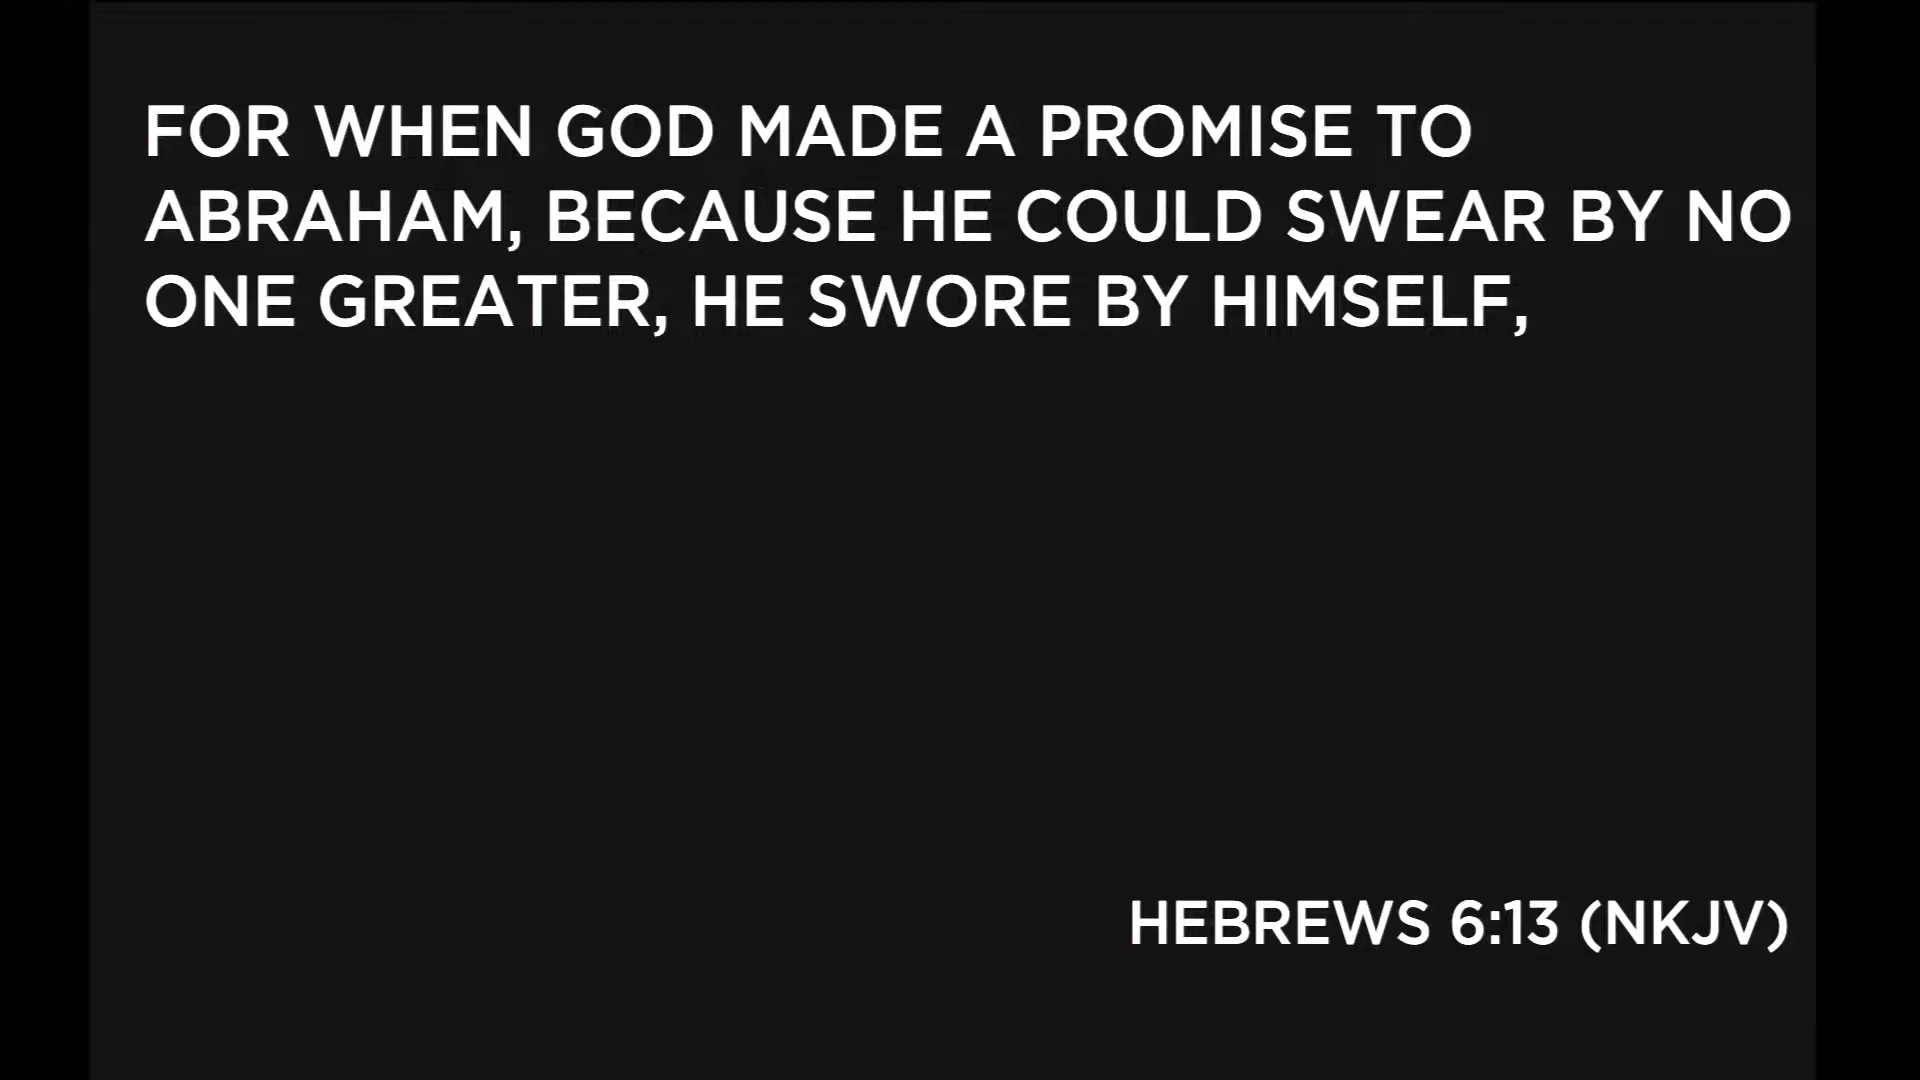 FOR WHEN GOD MADE A PROMISE TO
ABRAHAM, BECAUSE HE COULD SWEAR BY NO
ONE GREATER, HE SWORE BY HIMSELF,
HEBREWS 6:13 (NKJV)